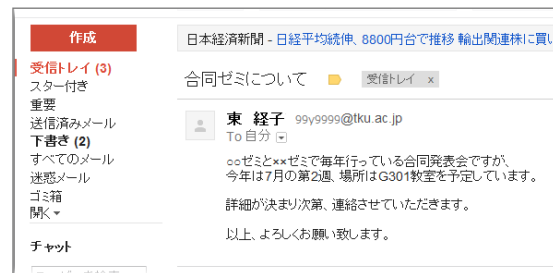 作成
受信トレイ (3)
スター付き
重要
送信済みメール
下書き (2)
すべてのメール
迷惑メール
ゴミ箱
開く
チャット
日本経済新聞 - 日経平均続伸、8800円台で推移 輸出関連株に買い
合同ゼミについて
受信トレイ x
東 経子 99y9999@tku.ac.jp
To 自分
○○ゼミと××ゼミで毎年行っている合同発表会ですが、
今年は7月の第2週、場所はG301教室を予定しています。
詳細が決まり次第、連絡させていただきます。
以上、よろしくお願い致します。